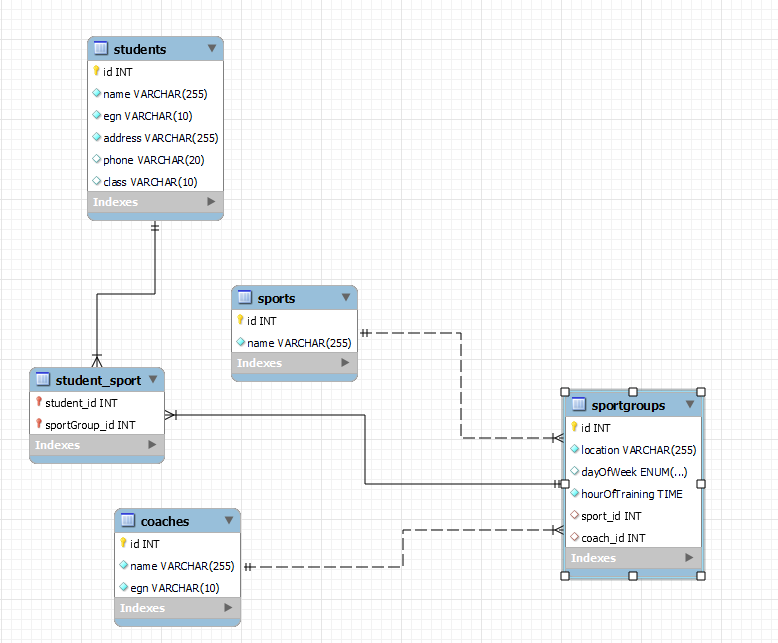 students
id INT
name VARCHAR(255)
egn VARCHAR(10)
address VARCHAR(255)
phone VARCHAR(20)
class VARCHAR(10)
Indexes
sports
id INT
name VARCHAR(255)
Indexes
student_sport
student_id INT
sportGroup_id INT
Indexes
sportgroups
id INT
location VARCHAR(255)
dayOfWeek ENUM(...)
hourOfTraining TIME
sport_id INT
coach_id INT
Indexes
coaches
id INT
name VARCHAR(255)
egn VARCHAR(10)
Indexes